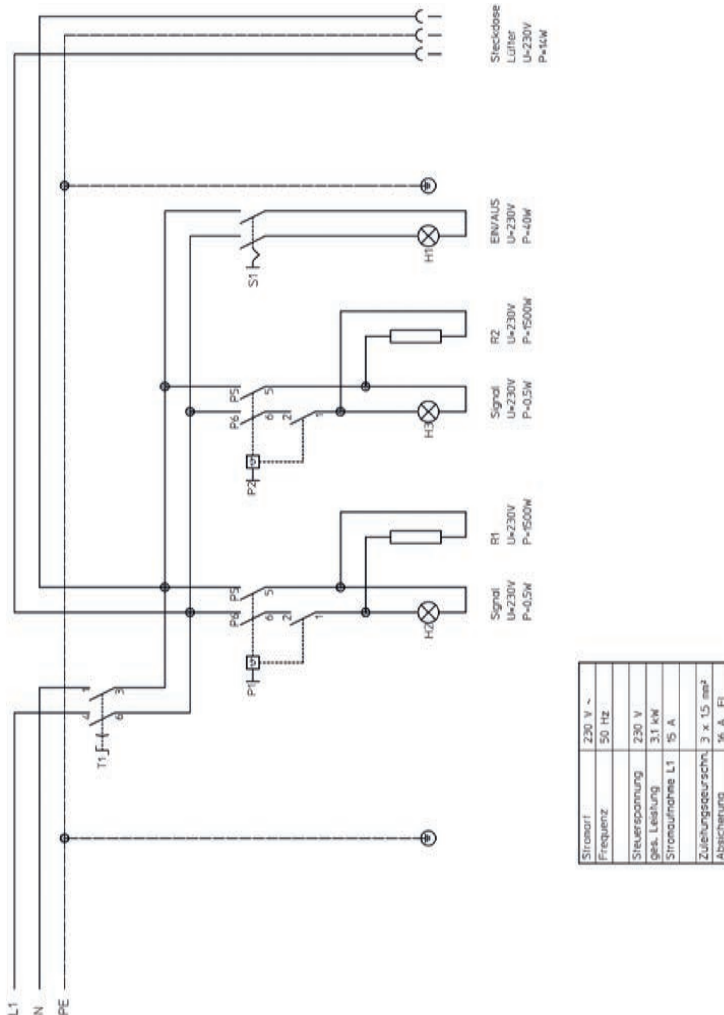 L1
N
PE
T1
4
1
6
3
P1
P6
P5
6
5
2
1
H2
Signal
U=230V
P=0,5W
R1
U=230V
P=1500W
P2
P6
P5
6
5
2
1
H3
Signal
U=230V
P=0,5W
R2
U=230V
P=1500W
S1
H1
EIN/AUS
U=230V
P=40W
Steckdose
Lüfter
U=230V
P=14W
Stromart 230 V ~
Frequenz 50 Hz
Steuerspannung 230 V
ges. Leistung 3,1 kW
Stromaufnahme L1 15 A
Zuleitungsqeurschn. 3 x 1,5 mm²
Absicherung 16 A FI